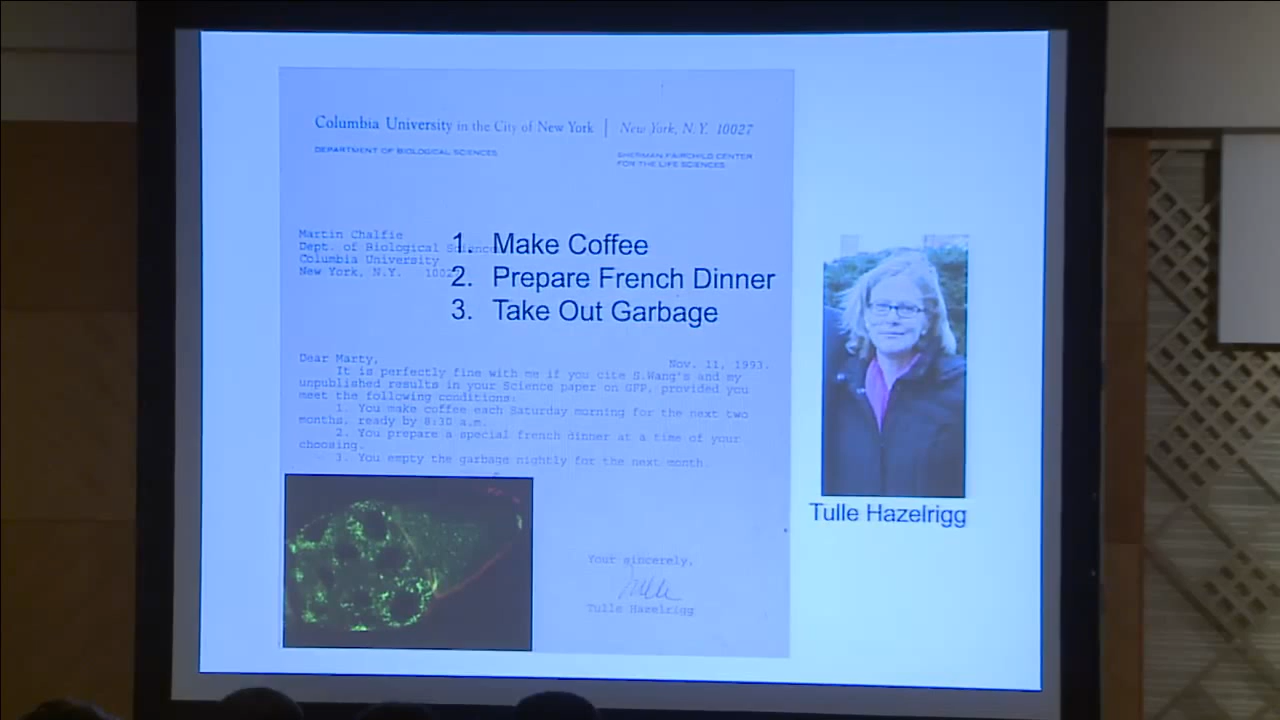 Columbia University in the City of New York | New York, N.Y. 10027
DEPARTMENT OF BIOLOGICAL SCIENCES
SHERMAN FAIRCHILD CENTER
FOR THE LIFE SCIENCES
Martin Chalfie
Dept. of Biological Science
Columbia University
New York, N.Y. 1002
1. Make Coffee
2. Prepare French Dinner
3. Take Out Garbage
Dear Marty,
Nov. 11, 1993.
It is perfectly fine with me if you cite S.Wang's and my
unpublished results in your Science paper on GFP, provided you
meet the following conditions:
1. You make coffee each Saturday morning for the next two
months, ready by 8:30 a.m.
2. You prepare a special french dinner at a time of your
choosing.
3. You empty the garbage nightly for the next month.
Your sincerely,
Tulle
Tulle Hazelrigg
Tulle Hazelrigg